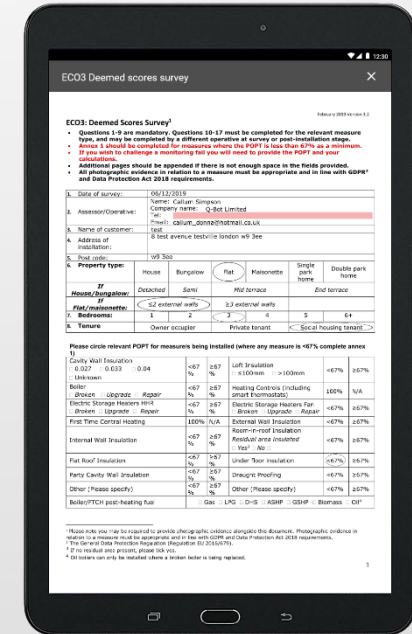 12:30
ECO3 Deemed scores survey
February 2019 Version 3.1
ECO3: Deemed Scores Survey¹
• Questions 1-9 are mandatory. Questions 10-17 must be completed for the relevant measure
type, and may be completed by a different operative at survey or post-installation stage.
• Annex 1 should be completed for measures where the POPT is less than 67% as a minimum.
• If you wish to challenge a monitoring fail you will need to provide the POPT and your
calculations.
• Additional pages should be appended if there is not enough space in the fields provided.
• All photographic evidence in relation to a measure must be appropriate and in line with GDPR²
and Data Protection Act 2018 requirements.
1. Date of survey: 06/12/2019
2. Assessor/Operative: Name: Callum Simpson
Company name: Q-Bot Limited
Tel:
Email: callum_donna@hotmail.co.uk
3. Name of customer: test
4. Address of installation: 8 test avenue testville london w9 3ee
5. Post code: w9 3ee
6. Property type: House Bungalow Flat Maisonette Single park home Double park home
If House/bungalow: Detached Semi Mid terrace End terrace
If Flat/maisonette: ≤2 external walls ≥3 external walls
7. Bedrooms: 1 2 3 4 5 6+
8. Tenure Owner occupier Private tenant Social housing tenant
Please circle relevant POPT for measure/s being installed (where any measure is <67% complete annex
1)
Cavity Wall Insulation □ 0.027 □ 0.033 □ 0.04 □ Unknown <67% ≥67% Loft Insulation □ ≤100mm □ >100mm <67% ≥67%
Boiler □ Broken □ Upgrade □ Repair <67% ≥67% Heating Controls (including smart thermostats) 100% N/A
Electric Storage Heaters HHR □ Broken □ Upgrade □ Repair <67% ≥67% Electric Storage Heaters Fan □ Broken □ Upgrade □ Repair <67% ≥67%
First Time Central Heating 100% N/A External Wall Insulation <67% ≥67%
Internal Wall Insulation <67% ≥67% Room-in-roof Insulation Residual area insulated □ Yes³ □ No □ <67% ≥67%
Flat Roof Insulation <67% ≥67% Under floor insulation <67% ≥67%
Party Cavity Wall Insulation <67% ≥67% Draught Proofing <67% ≥67%
Other (Please specify) <67% ≥67% Other (Please specify) <67% ≥67%
Boiler/FTCH post-heating fuel □ Gas □ LPG □ DHS □ ASHP □ GSHP □ Biomass □ Oil⁴
¹ Please note you may be required to provide photographic evidence alongside this document. Photographic evidence in
relation to a measure must be appropriate and in line with GDPR and Data Protection Act 2018 requirements.
² The General Data Protection Regulation (Regulation EU 2016/679).
³ If no residual area present, please tick yes.
⁴ Oil boilers can only be installed where a broken boiler is being replaced.
1